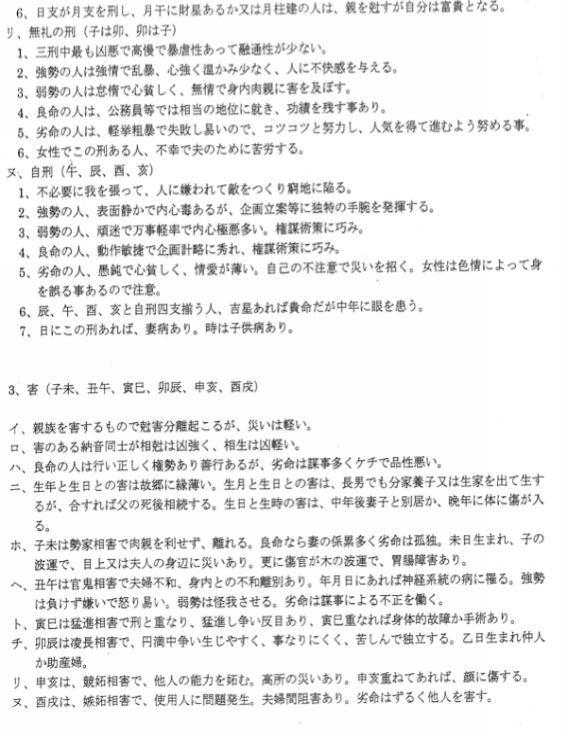 6、日支が月支を刑し、月干に財星あるか又は月柱建の人は、親を尅すが自分は富貴となる。
リ、無礼の刑(子は卯、卯は子)
1、三刑中最も凶悪で高慢で暴虐性あって融通性が少ない。
2、強勢の人は強情で乱暴、心強く温かみ少なく、人に不快感を与える。
3、弱勢の人は怠惰で心貧しく、無情で身内肉親に害を及ぼす。
4、良命の人は、公務員等では相当の地位に就き、功績を残す事あり。
5、劣命の人は、軽挙粗暴で失敗し易いので、コツコツと努力し、人気を得て進むよう努める事。
6、女性でこの刑ある人、不幸で夫のために苦労する。
ヌ、自刑(午、辰、酉、亥)
1、不必要に我を張って、人に嫌われて敵をつくり窮地に陥る。
2、強勢の人、表面静かで内心毒あるが、企画立案等に独特の手腕を発揮する。
3、弱勢の人、頑迷で万事軽率で内心極悪多い。権謀術策に巧み。
4、良命の人、動作敏捷で企画計略に秀れ、権謀術策に巧み。
5、劣命の人、愚鈍で心貧しく、情愛が薄い。自己の不注意で災いを招く。女性は色情によって身
を誤る事あるので注意。
6、辰、午、酉、亥と自刑四支揃う人、吉星あれば貴命だが中年に眼を患う。
7、日にこの刑あれば、妻病あり。時は子供病あり。
3、害(子未、丑午、寅巳、卯辰、申亥、酉戌)
イ、親族を害するもので尅害分離起こるが、災いは軽い。
ロ、害のある納音同士が相尅は凶強く、相生は凶軽い。
ハ、良命の人は行い正しく権勢あり善行あるが、劣命は謀事多くケチで品性悪い。
ニ、生年と生日との害は故郷に縁薄い。生月と生日との害は、長男でも分家養子又は生家を出て生す
るが、合すれば父の死後相続する。生日と生時の害は、中年後妻子と別居か、晩年に体に傷が入
る。
ホ、子未は勢家相害で肉親を利せず、離れる。良命なら妻の係累多く劣命は孤独。未日生まれ、子の
波運で、目上又は夫人の身辺に災いあり。更に傷官が木の波運で、胃腸障害あり。
ヘ、丑午は官鬼相害で夫婦不和、身内との不和離別あり。年月日にあれば神経系統の病に罹る。強勢
は負けず嫌いで怒り易い。弱勢は怪我させる。劣命は謀事による不正を働く。
ト、寅巳は猛進相害で刑と重なり、猛進し争い反目あり、寅巳重なれば身体的故障か手術あり。
チ、卯辰は凌長相害で、円満中争い生じやすく、事なりにくく、苦しんで独立する。乙日生まれ仲人
か助産婦。
リ、申亥は、競妬相害で、他人の能力を妬む。高所の災いあり。申亥重ねてあれば、顔に傷する。
ヌ、酉戌は、嫉妬相害で、使用人に問題発生。夫婦間阻害あり。劣命はずるく他人を害す。